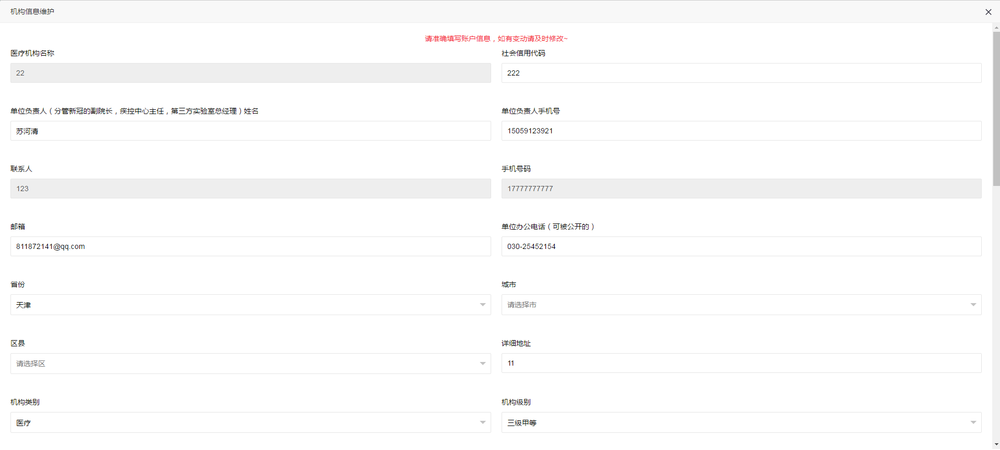 机构信息维护
请准确填写账户信息，如有变动请及时修改~
医疗机构名称
社会信用代码
22
222
单位负责人（分管新冠的副院长，疾控中心主任，第三方实验室总经理）姓名
单位负责人手机号
苏河清
15059123921
联系人
手机号码
123
17777777777
邮箱
单位办公电话（可被公开的）
811872141@qq.com
030-25452154
省份
城市
天津
请选择市
区县
详细地址
请选择区
11
机构类别
机构级别
医疗
三级甲等